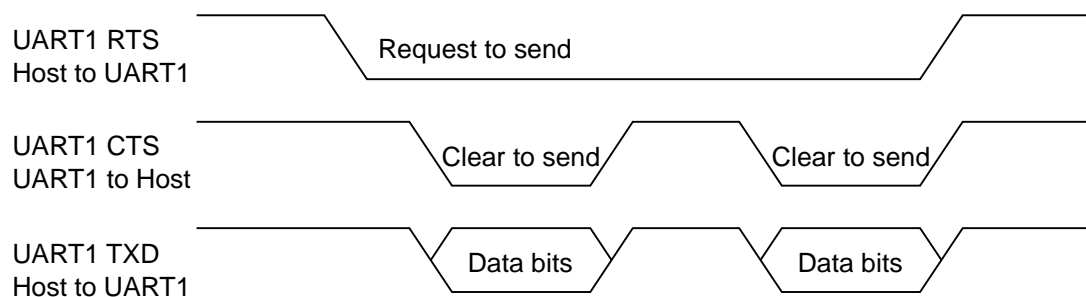 UART1 RTS
Host to UART1
Request to send
UART1 CTS
UART1 to Host
Clear to send
Clear to send
UART1 TXD
Host to UART1
Data bits
Data bits